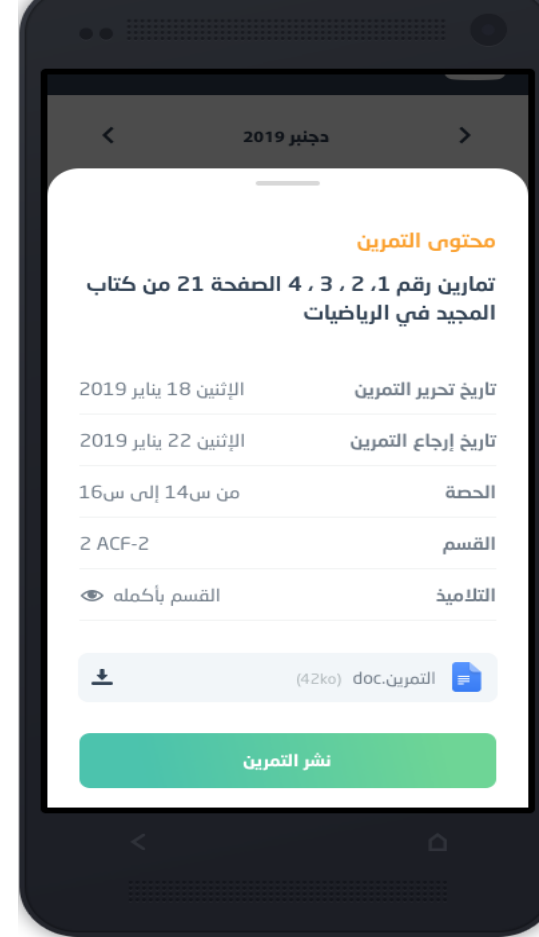 دجنبر 2019
محتوى التمرين
تمارين رقم 1، 2 ، 3 ، 4 الصفحة 21 من كتاب
المجيد في الرياضيات
تاريخ تحرير التمرين الإثنين 18 يناير 2019
تاريخ إرجاع التمرين الإثنين 22 يناير 2019
الحصة من س14 إلى س16
القسم 2 ACF-2
التلاميذ القسم بأكمله
التمرين.doc (42ko)
نشر التمرين